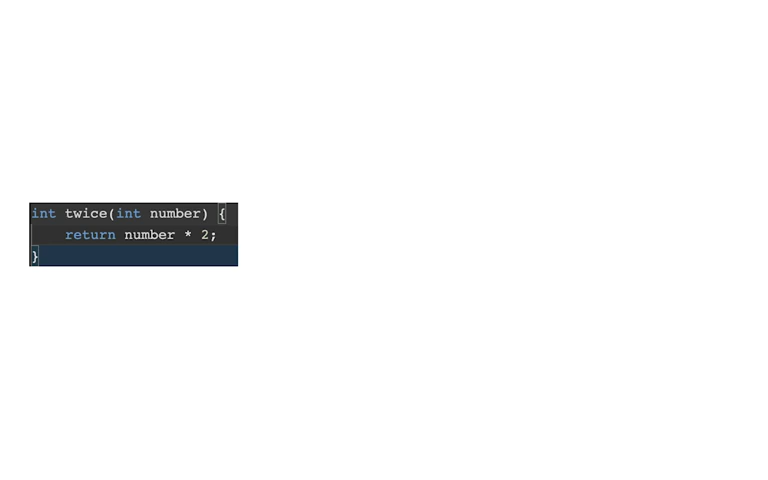 int twice(int number) {
    return number * 2;
}